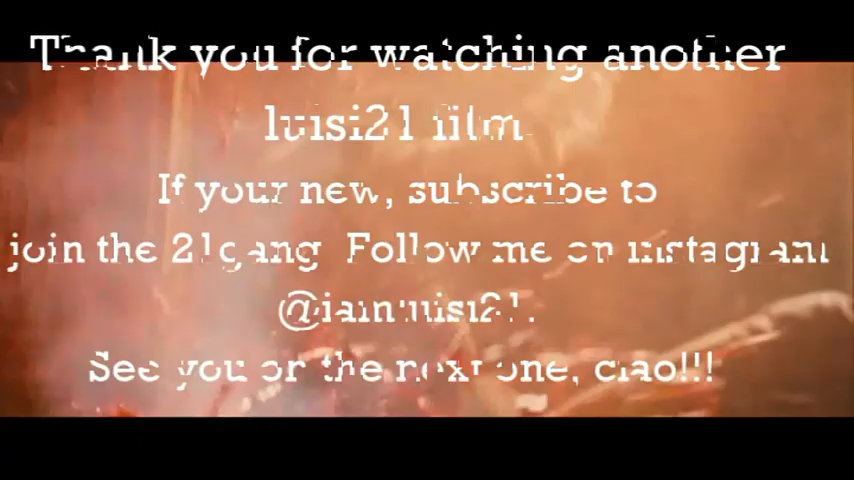 Thank you for watching another
luisi21 film.
If your new, subscribe to
join the 21gang Follow me on instagram
@iamluisi21.
See you on the next one, ciao!!!